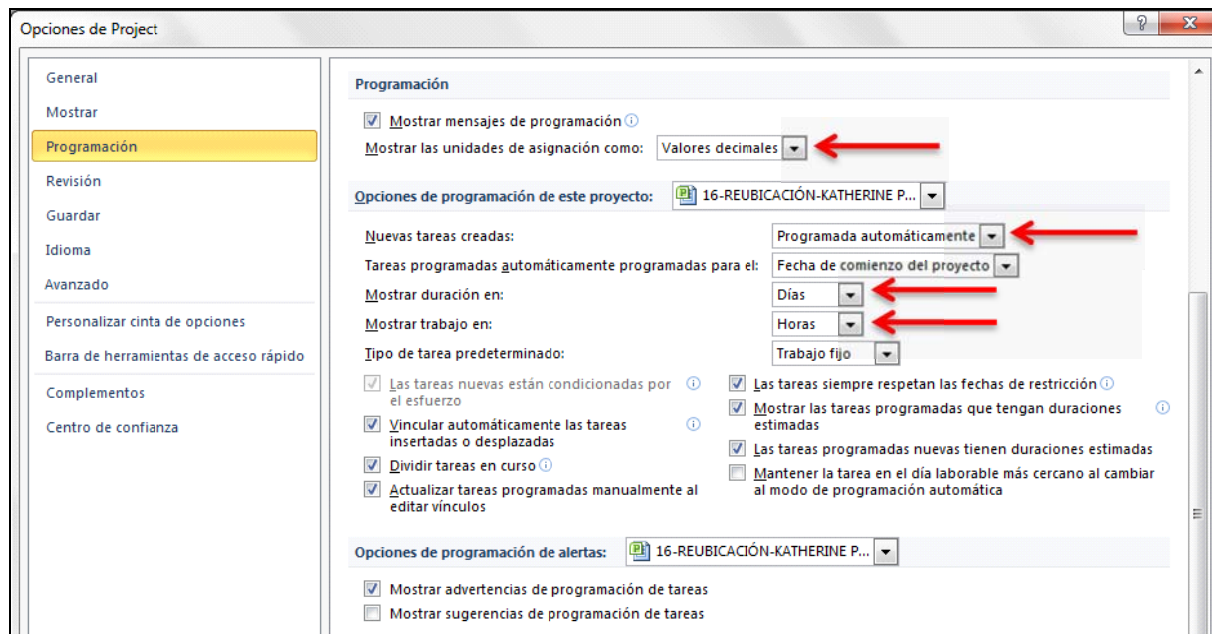 Opciones de Project
General
Mostrar
Programación
Revisión
Guardar
Idioma
Avanzado
Personalizar cinta de opciones
Barra de herramientas de acceso rápido
Complementos
Centro de confianza
Programación
Mostrar mensajes de programación
Mostrar las unidades de asignación como: Valores decimales
Opciones de programación de este proyecto: 16-REUBICACIÓN-KATHERINE P...
Nuevas tareas creadas: Programada automáticamente
Tareas programadas automáticamente programadas para el: Fecha de comienzo del proyecto
Mostrar duración en: Días
Mostrar trabajo en: Horas
Tipo de tarea predeterminado: Trabajo fijo
Las tareas nuevas están condicionadas por
el esfuerzo
Vincular automáticamente las tareas
insertadas o desplazadas
Dividir tareas en curso
Actualizar tareas programadas manualmente al
editar vínculos
Las tareas siempre respetan las fechas de restricción
Mostrar las tareas programadas que tengan duraciones
estimadas
Las tareas programadas nuevas tienen duraciones estimadas
Mantener la tarea en el día laborable más cercano al cambiar
al modo de programación automática
Opciones de programación de alertas: 16-REUBICACIÓN-KATHERINE P...
Mostrar advertencias de programación de tareas
Mostrar sugerencias de programación de tareas